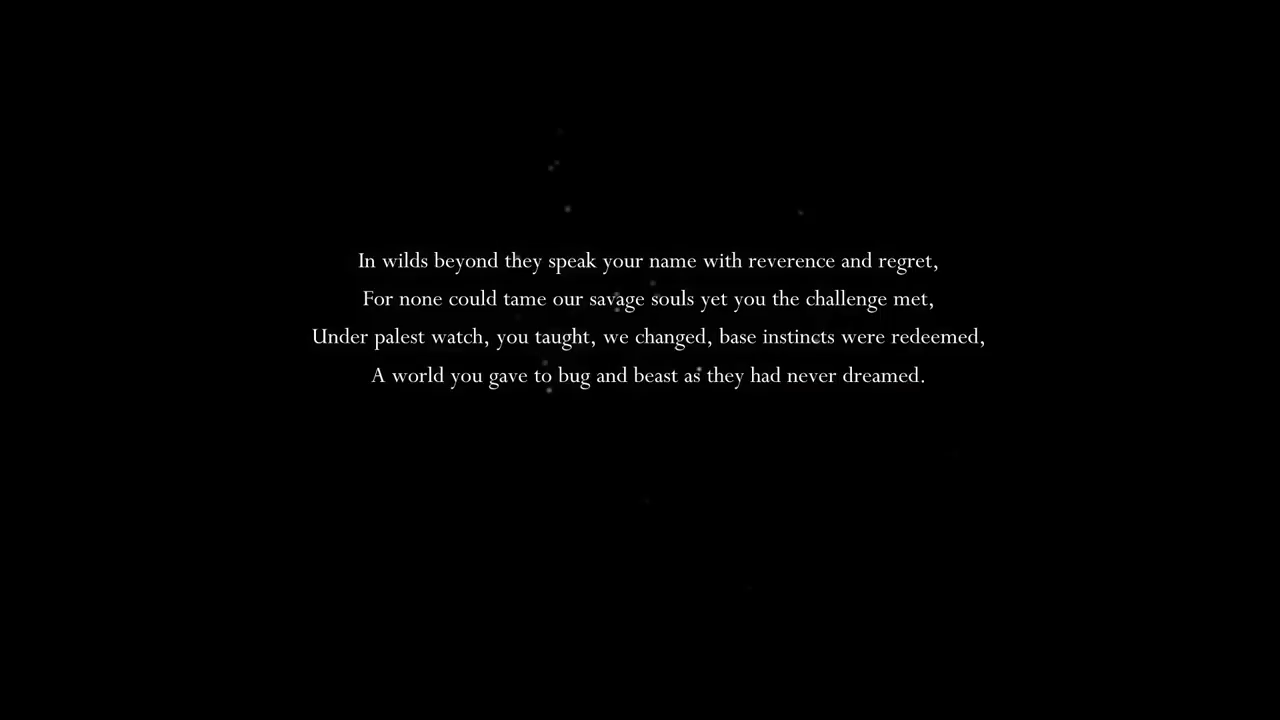 In wilds beyond they speak your name with reverence and regret,
For none could tame our savage souls yet you the challenge met,
Under palest watch, you taught, we changed, base instincts were redeemed,
A world you gave to bug and beast as they had never dreamed.